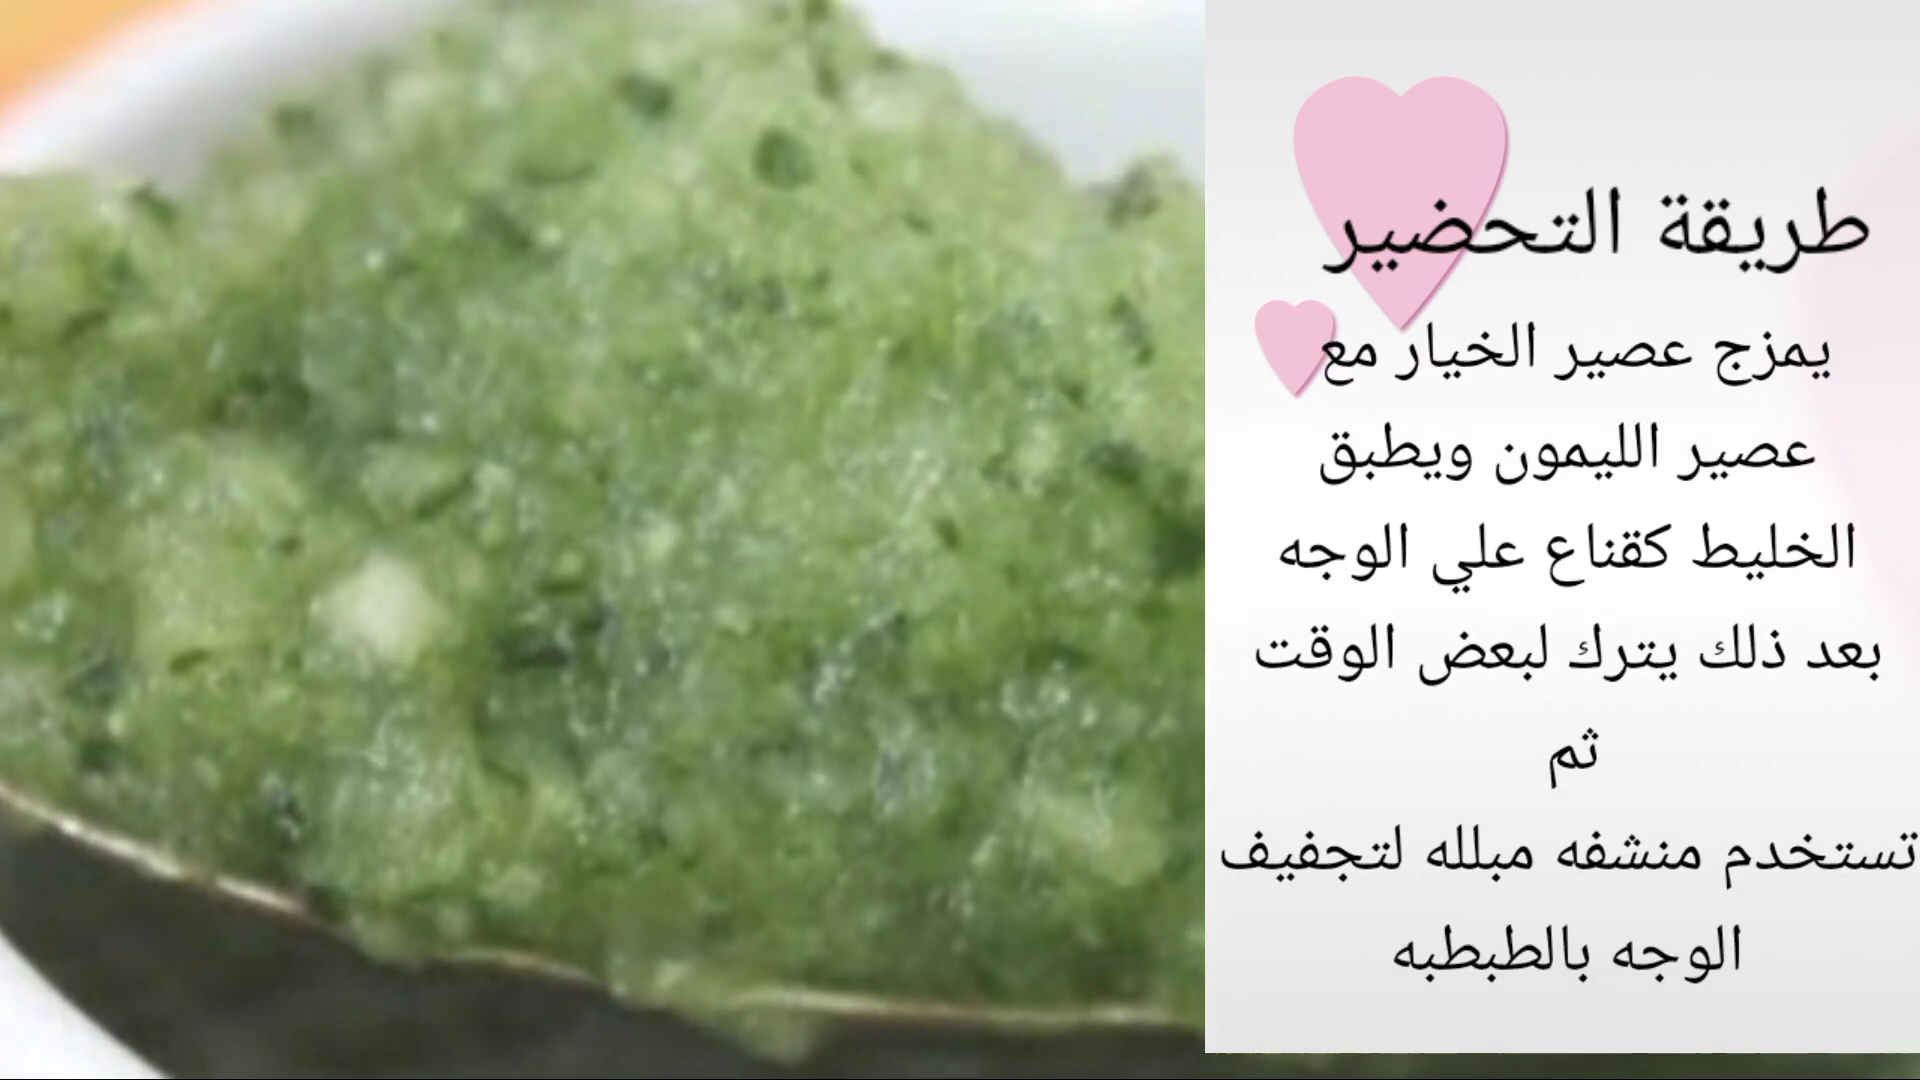 طريقة التحضير
يمزج عصير الخيار مع
عصير الليمون ويطبق
الخليط كقناع علي الوجه
بعد ذلك يترك لبعض الوقت
ثم
تستخدم منشفه مبلله لتجفيف
الوجه بالطبطبه